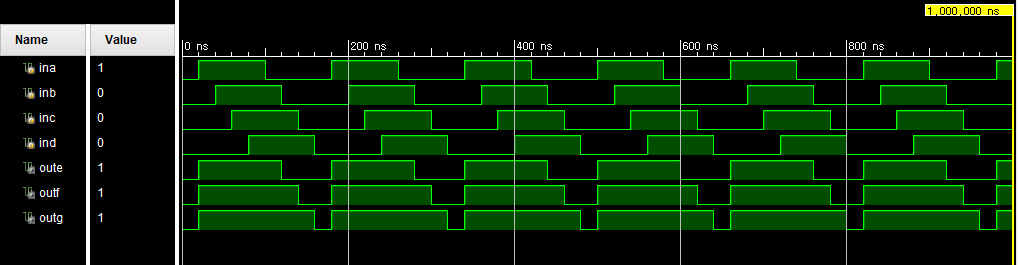 1,000,000 ns
Name Value
0 ns 200 ns 400 ns 600 ns 800 ns
ina 1
inb 0
inc 0
ind 0
oute 1
outf 1
outg 1